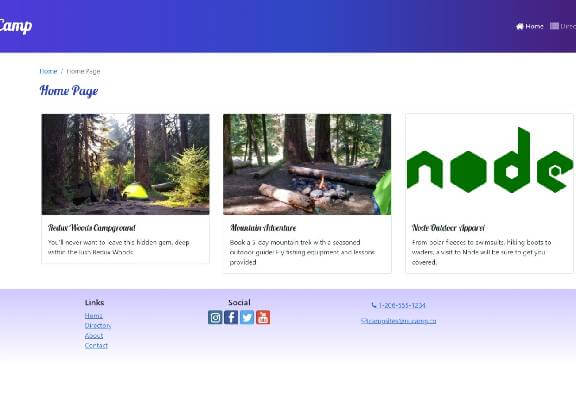 Camp
Home
Direc
Home / Home Page
Home Page
node
Redux Woods Campground
You'll never want to leave this hidden gem, deep
within the lush Redux Woods.
Mountain Adventure
Book a 5-day mountain trek with a seasoned
outdoor guide! Fly fishing equipment and lessons
provided.
Node Outdoor Apparel
From polar fleeces to swimsuits, hiking boots to
waders, a visit to Node will be sure to get you
covered.
Links
Home
Directory
About
Contact
Social
1-206-555-1234
campsites@nucamp.co